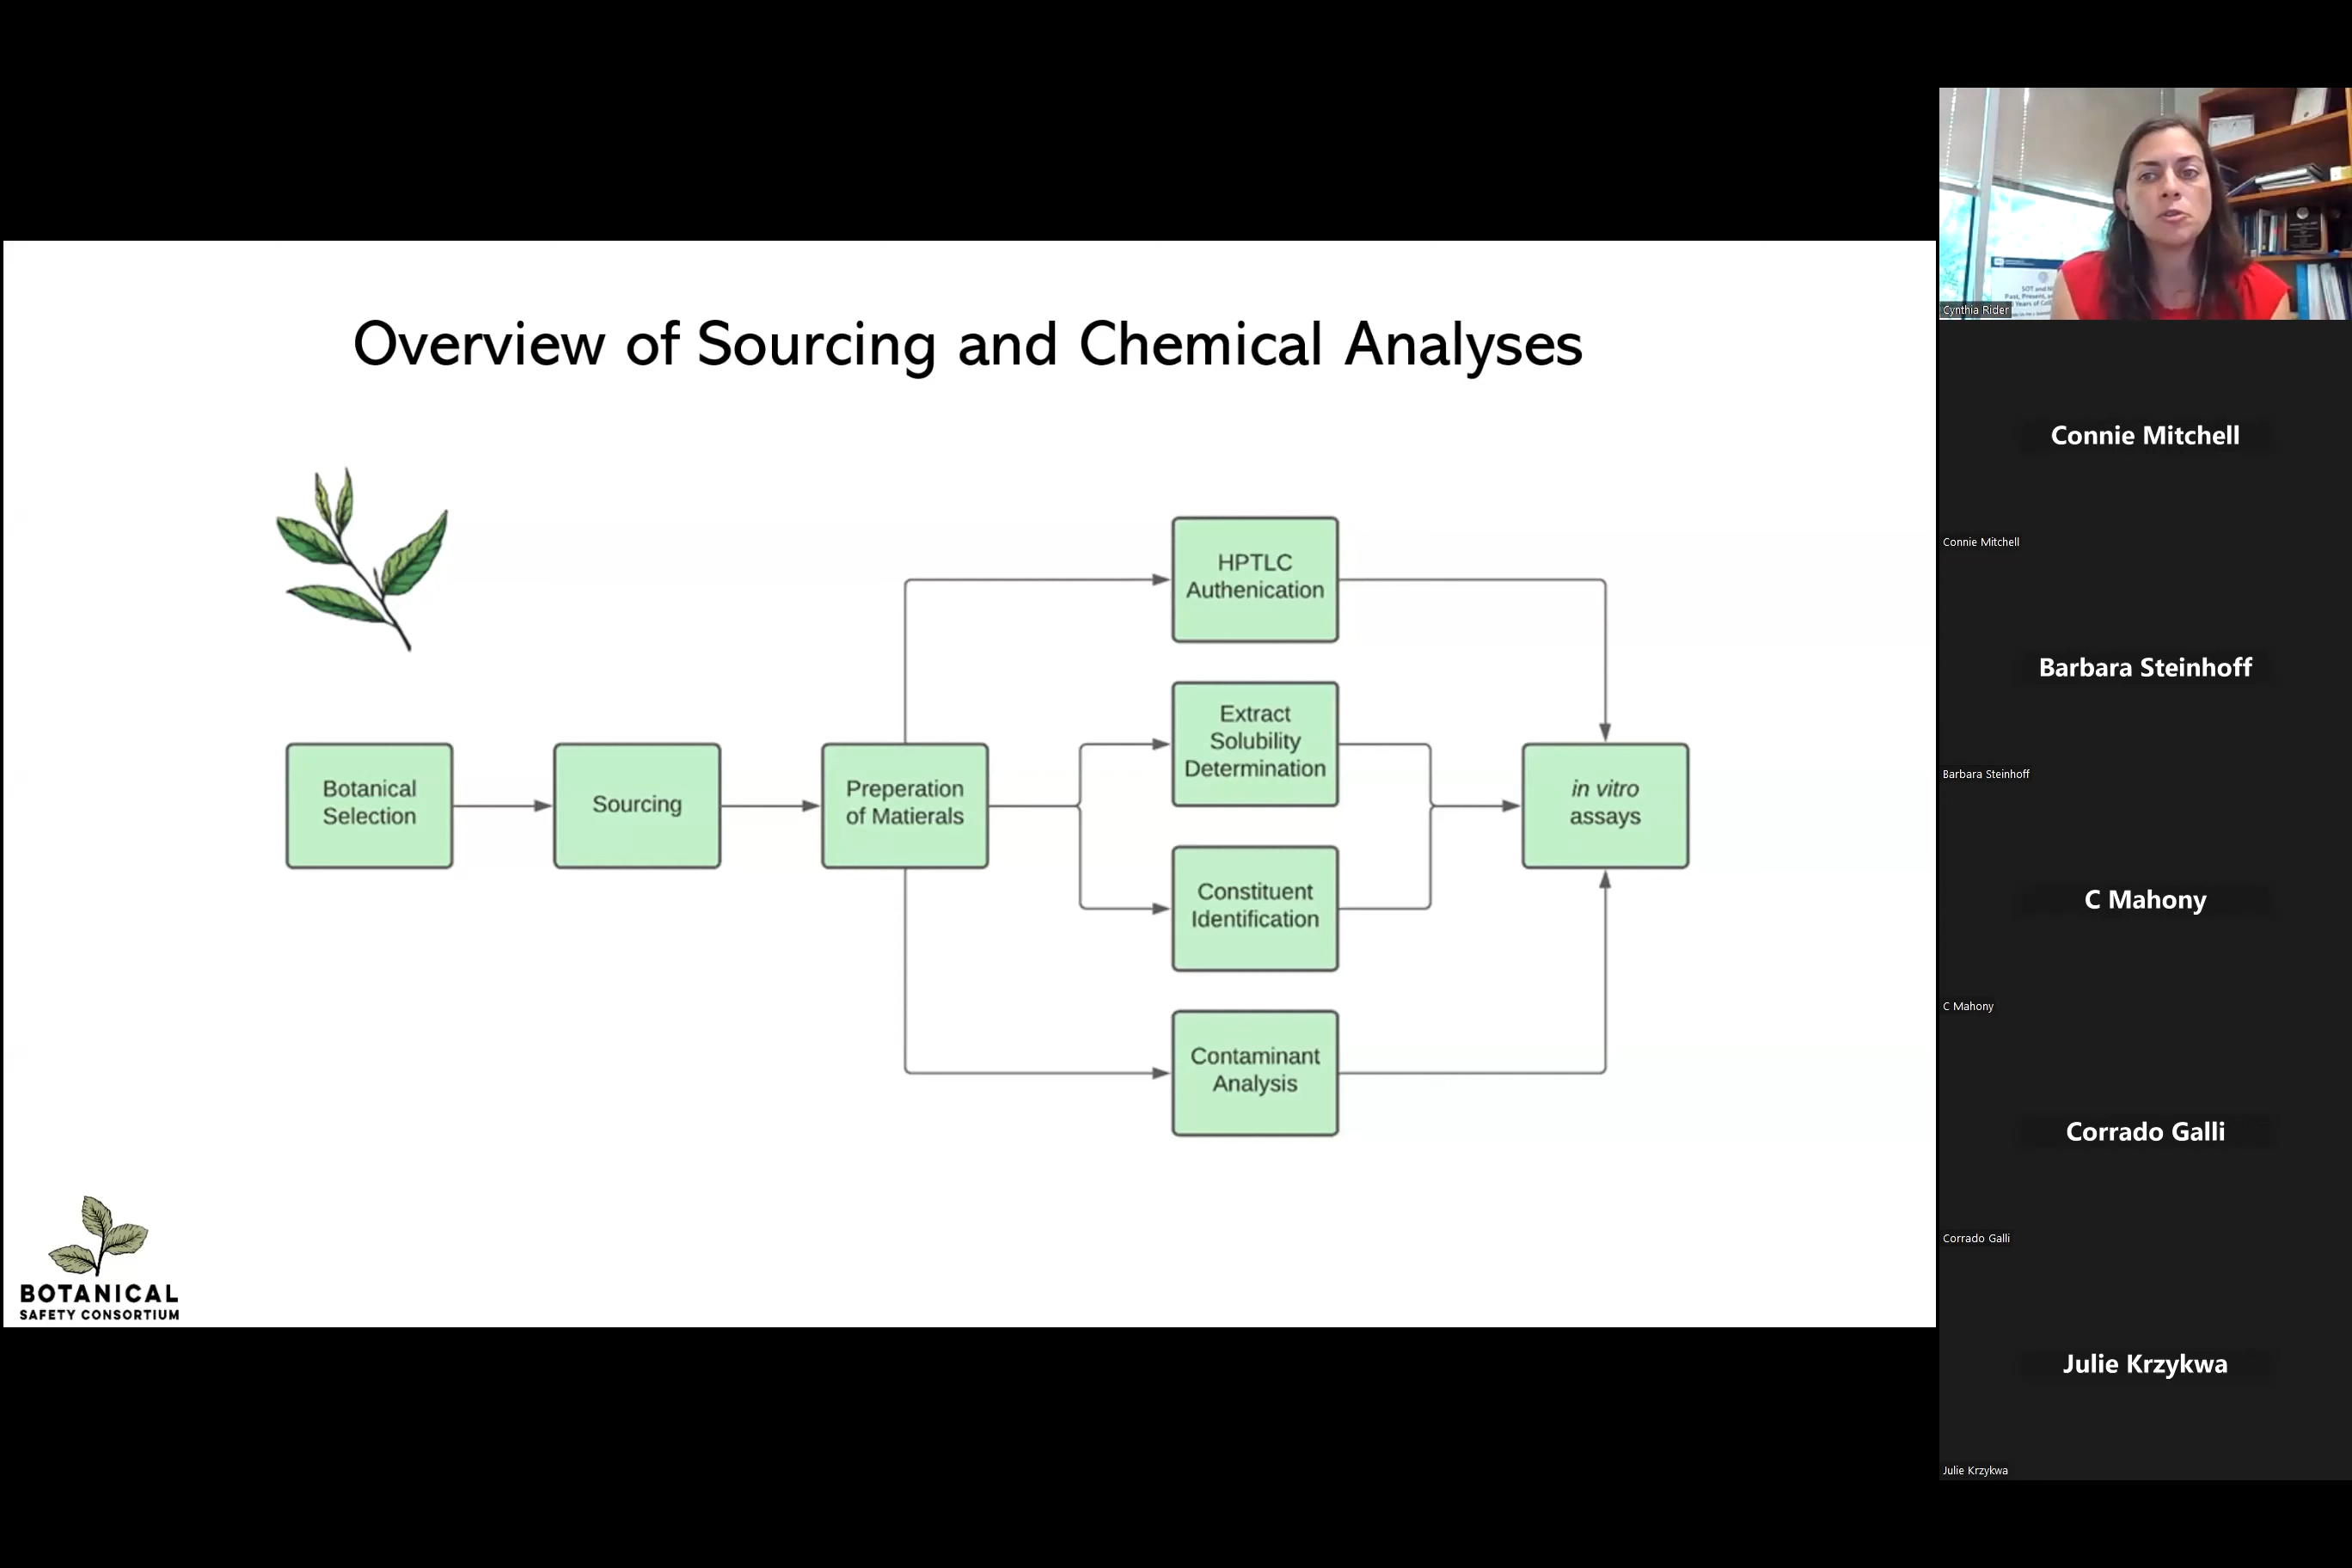 Overview of Sourcing and Chemical Analyses
HPTLC
Authenication
Extract
Solubility
Determination
Botanical
Selection
Sourcing
Preperation
of Matierals
in vitro
assays
Constituent
Identification
Contaminant
Analysis
BOTANICAL
SAFETY CONSORTIUM
Cynthia Rider
Connie Mitchell
Connie Mitchell
Barbara Steinhoff
Barbara Steinhoff
C Mahony
C Mahony
Corrado Galli
Corrado Galli
Julie Krzykwa
Julie Krzykwa